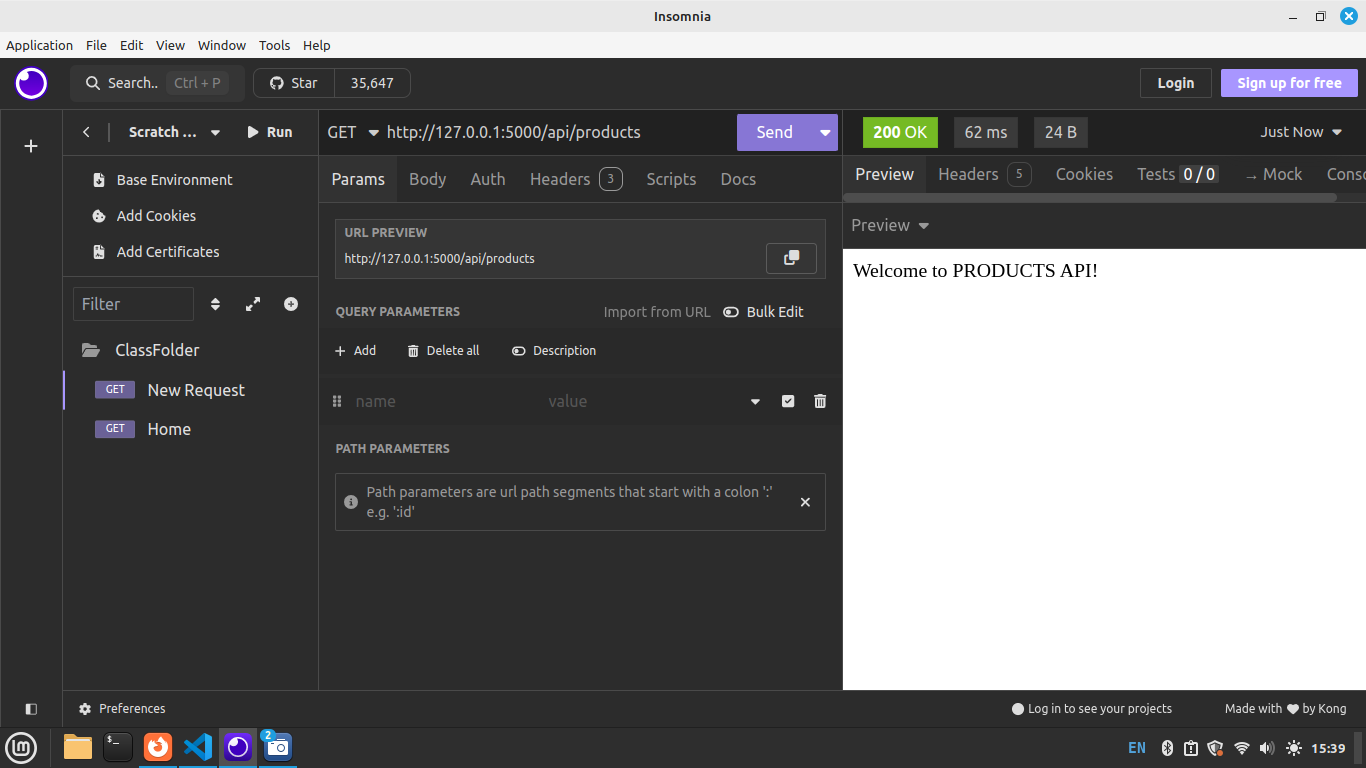 Insomnia
Application File Edit View Window Tools Help
Search.. Ctrl + P Star 35,647 Login Sign up for free
Scratch ... Run
GET http://127.0.0.1:5000/api/products Send
200 OK 62 ms 24 B Just Now
Base Environment
Add Cookies
Add Certificates
Filter
ClassFolder
GET New Request
GET Home
Params Body Auth Headers 3 Scripts Docs
URL PREVIEW
http://127.0.0.1:5000/api/products
QUERY PARAMETERS Import from URL Bulk Edit
Add Delete all Description
name value
PATH PARAMETERS
Path parameters are url path segments that start with a colon ':'
e.g. ':id'
Preview Headers 5 Cookies Tests 0 / 0 → Mock Conso
Preview
Welcome to PRODUCTS API!
Preferences Log in to see your projects Made with ♥ by Kong
2
EN 15:39